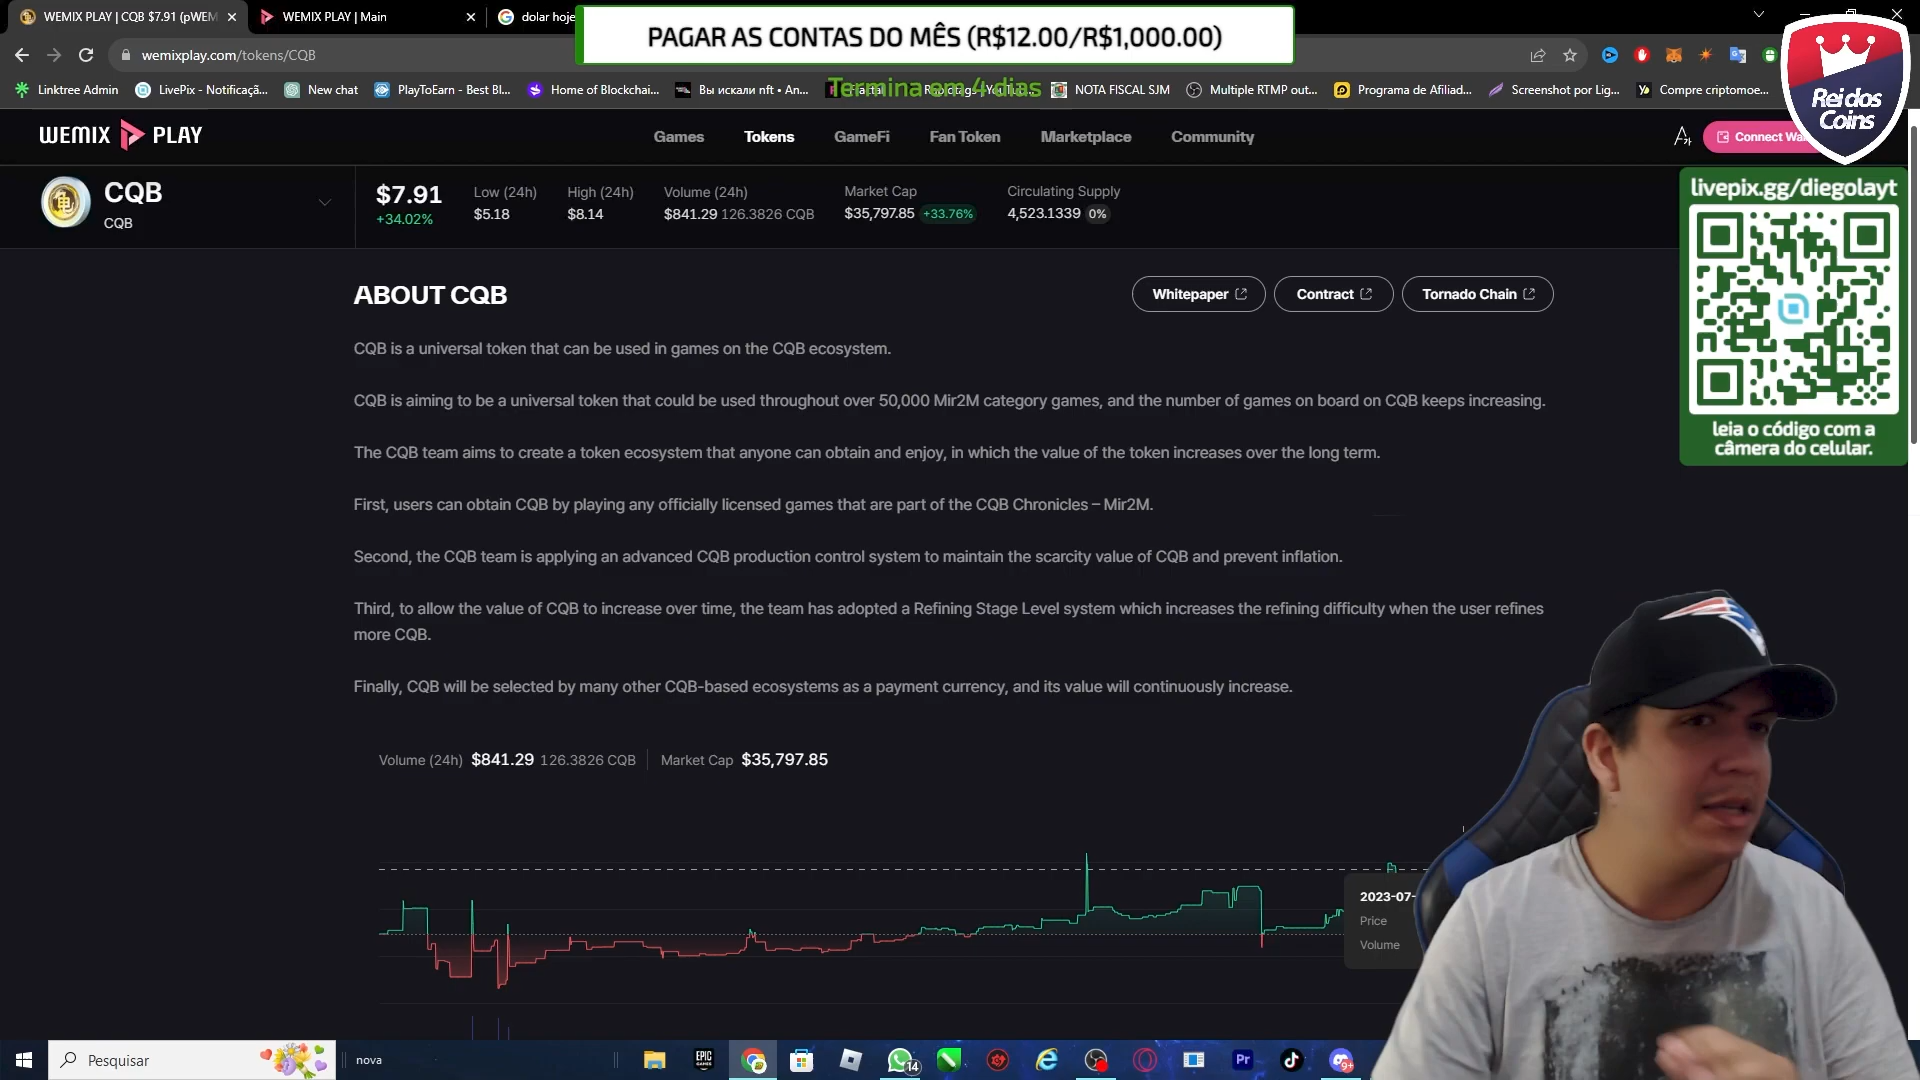 WEMIX PLAY | CQB $7.91 (pWEM
WEMIX PLAY | Main
dolar hoje
PAGAR AS CONTAS DO MÊS (R$12.00/R$1,000.00)
Termina em 4 dias
wemixplay.com/tokens/CQB
Linktree Admin
LivePix - Notificaçã...
New chat
PlayToEarn - Best Bl...
Home of Blockchai...
Вы искали nft • An...
NOTA FISCAL SJM
Multiple RTMP out...
Programa de Afiliad...
Screenshot por Lig...
Compre criptomoe...
Rei dos
Coins
WEMIX PLAY
Games
Tokens
GameFi
Fan Token
Marketplace
Community
Connect Wa
CQB
CQB
$7.91
+34.02%
Low (24h)
$5.18
High (24h)
$8.14
Volume (24h)
$841.29 126.3826 CQB
Market Cap
$35,797.85 +33.76%
Circulating Supply
4,523.1339 0%
livepix.gg/diegolayt
leia o código com a
câmera do celular.
ABOUT CQB
Whitepaper
Contract
Tornado Chain
CQB is a universal token that can be used in games on the CQB ecosystem.
CQB is aiming to be a universal token that could be used throughout over 50,000 Mir2M category games, and the number of games on board on CQB keeps increasing.
The CQB team aims to create a token ecosystem that anyone can obtain and enjoy, in which the value of the token increases over the long term.
First, users can obtain CQB by playing any officially licensed games that are part of the CQB Chronicles – Mir2M.
Second, the CQB team is applying an advanced CQB production control system to maintain the scarcity value of CQB and prevent inflation.
Third, to allow the value of CQB to increase over time, the team has adopted a Refining Stage Level system which increases the refining difficulty when the user refines
more CQB.
Finally, CQB will be selected by many other CQB-based ecosystems as a payment currency, and its value will continuously increase.
Volume (24h) $841.29 126.3826 CQB
Market Cap $35,797.85
2023-07-
Price
Volume
Pesquisar
nova
EPIC
GAMES
14
Pr
9+